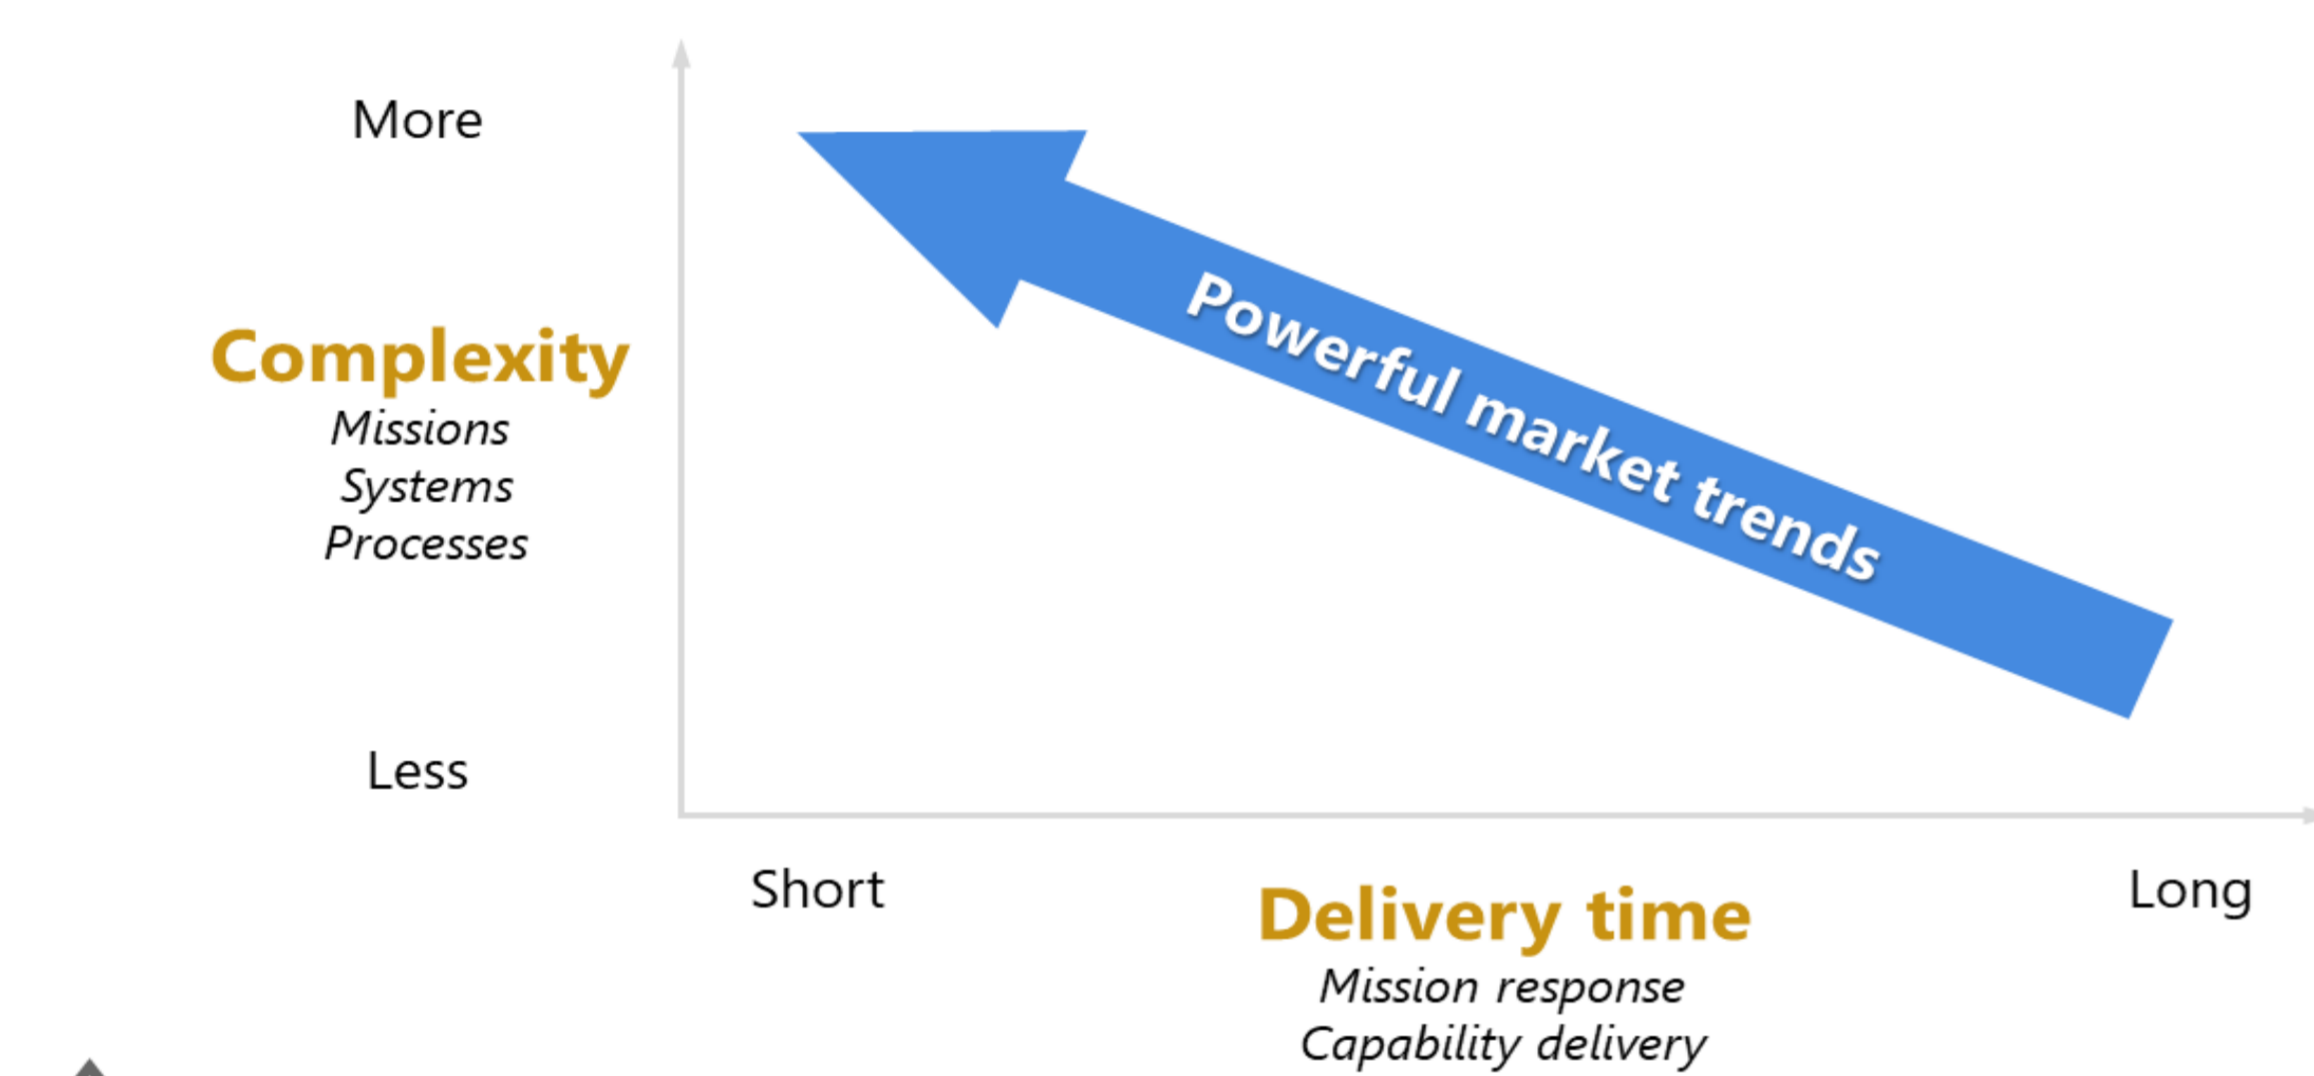 More
Complexity
Missions
Systems
Processes
Less
Powerful market trends
Short
Long
Delivery time
Mission response
Capability delivery